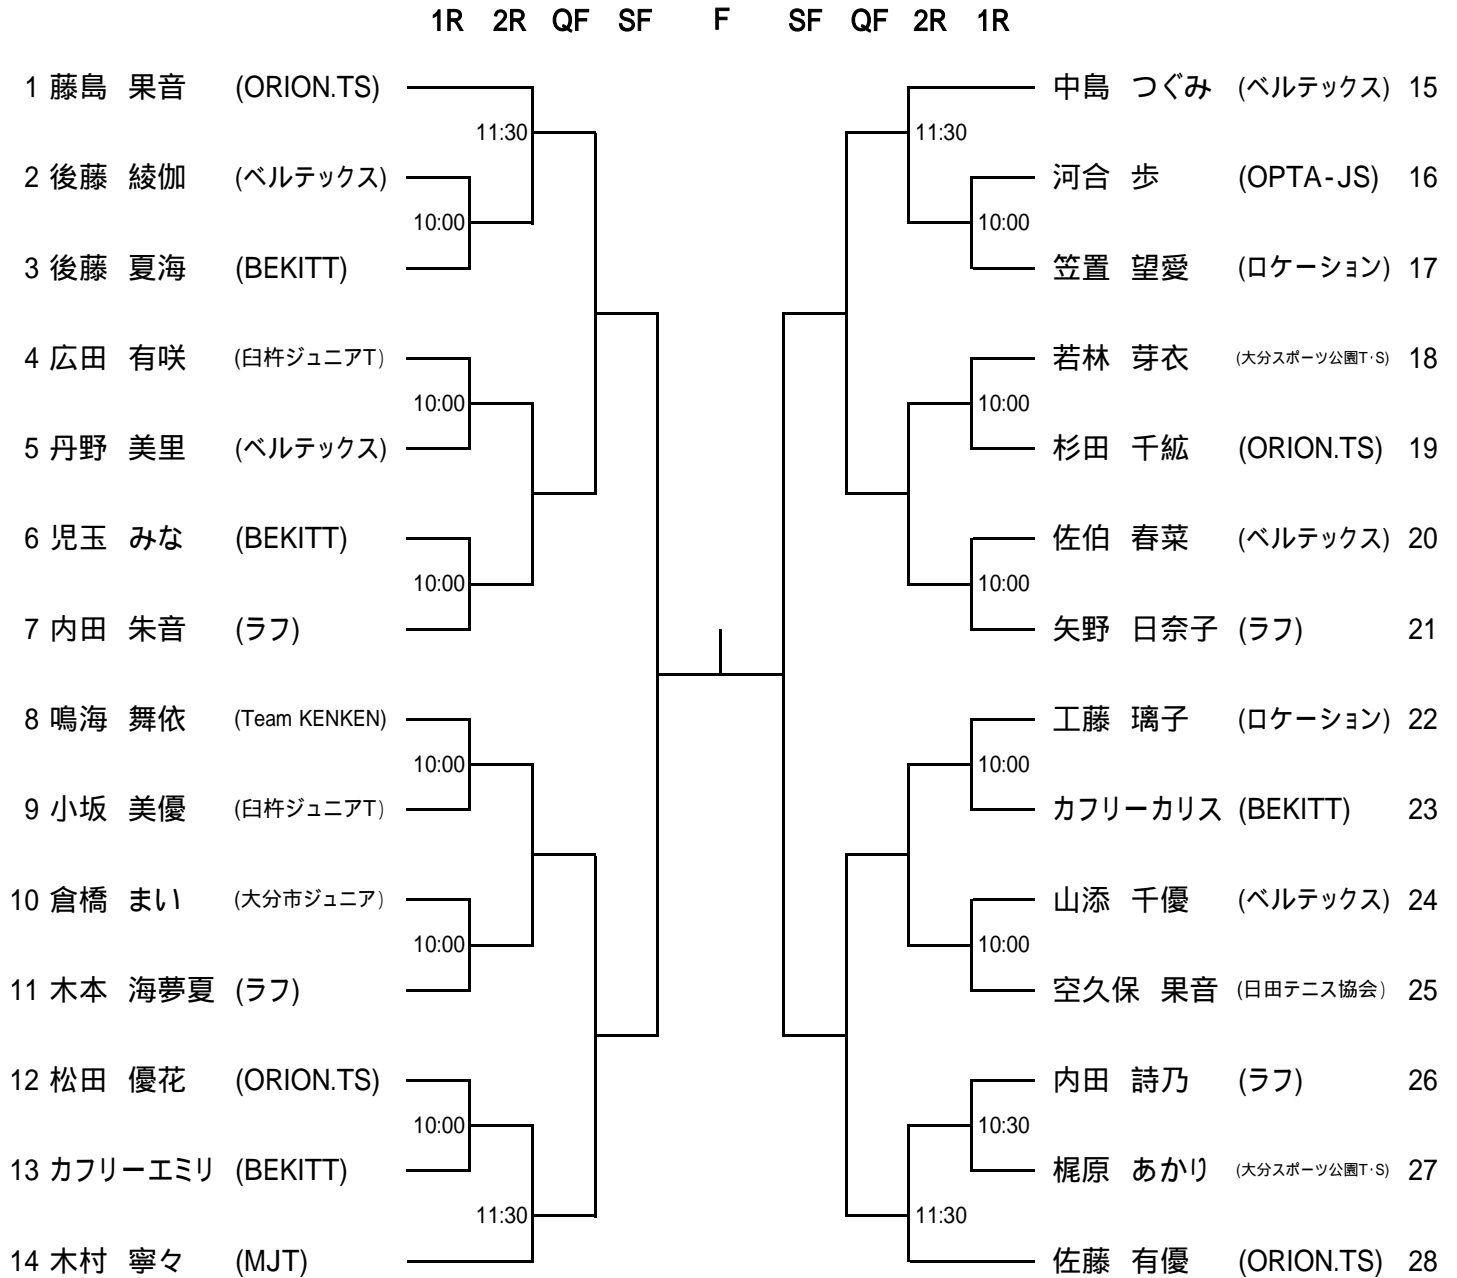 1R 2R QF SF F SF QF 2R 1R
1 藤島 果音 (ORION.TS) 中島 つぐみ (ベルテックス) 15
11:30 11:30
2 後藤 綾伽 (ベルテックス) 河合 歩 (OPTA-JS) 16
10:00 10:00
3 後藤 夏海 (BEKITT) 笠置 望愛 (ロケーション) 17
4 広田 有咲 (臼杵ジュニアT) 若林 芽衣 (大分スポーツ公園T・S) 18
10:00 10:00
5 丹野 美里 (ベルテックス) 杉田 千紘 (ORION.TS) 19
6 児玉 みな (BEKITT) 佐伯 春菜 (ベルテックス) 20
10:00 10:00
7 内田 朱音 (ラフ) 矢野 日奈子 (ラフ) 21
8 鳴海 舞依 (Team KENKEN) 工藤 璃子 (ロケーション) 22
10:00 10:00
9 小坂 美優 (臼杵ジュニアT) カフリーカリス (BEKITT) 23
10 倉橋 まい (大分市ジュニア) 山添 千優 (ベルテックス) 24
10:00 10:00
11 木本 海夢夏 (ラフ) 空久保 果音 (日田テニス協会) 25
12 松田 優花 (ORION.TS) 内田 詩乃 (ラフ) 26
10:00 10:30
13 カフリーエミリ (BEKITT) 梶原 あかり (大分スポーツ公園T・S) 27
11:30 11:30
14 木村 寧々 (MJT) 佐藤 有優 (ORION.TS) 28